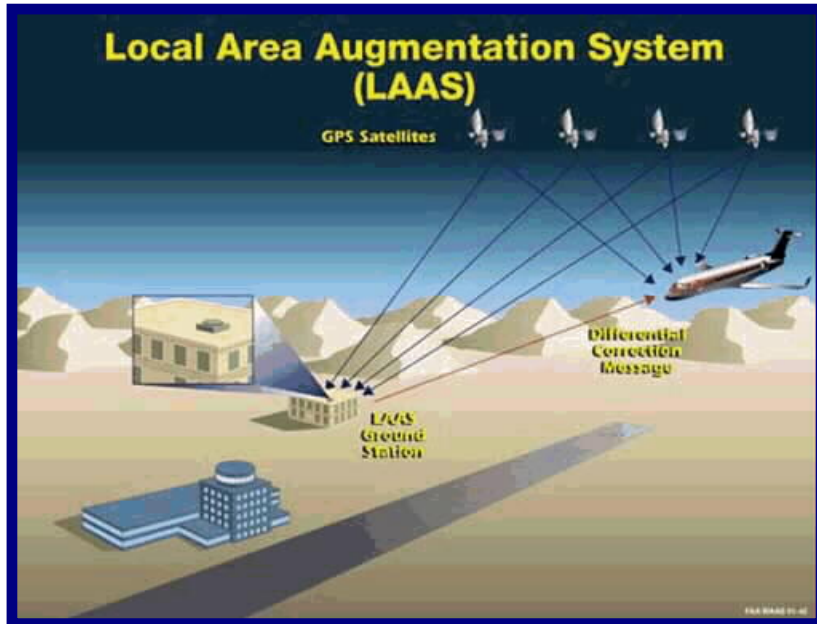 Local Area Augmentation System
(LAAS)
GPS Satellites
Differential
Correction
Message
LAAS
Ground
Station